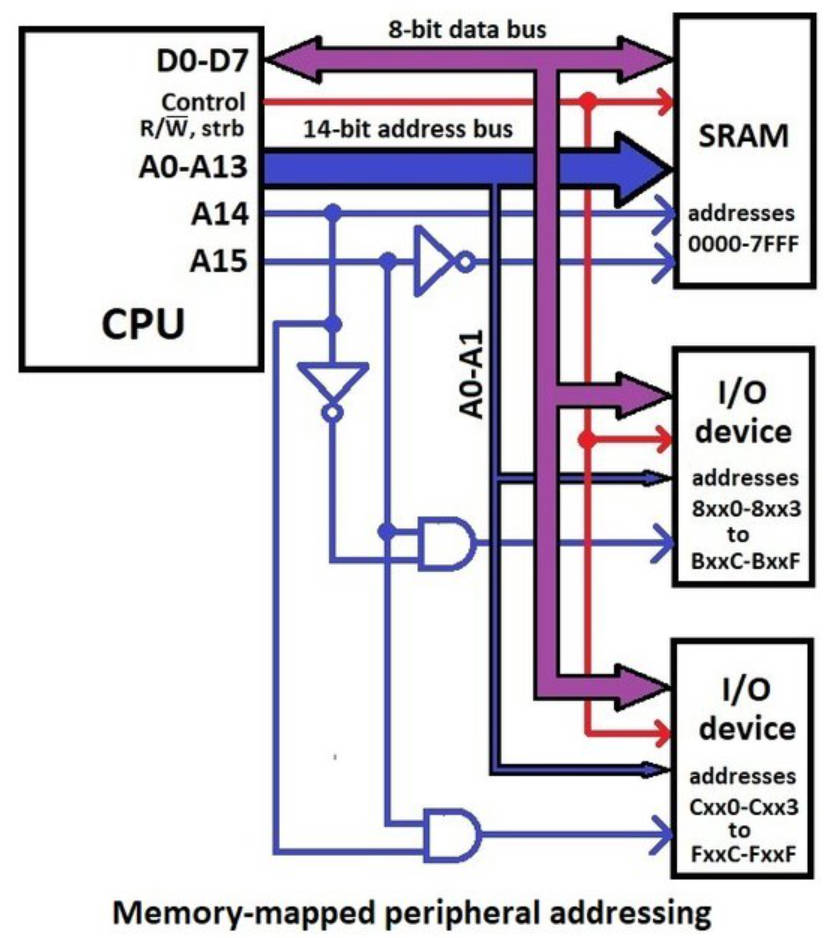 8-bit data bus
D0-D7
Control
R/W̅, strb
14-bit address bus
A0-A13
A14
A15
CPU
SRAM
addresses
0000-7FFF
A0-A1
I/O
device
addresses
8xx0-8xx3
to
BxxC-BxxF
I/O
device
addresses
Cxx0-Cxx3
to
FxxC-FxxF
Memory-mapped peripheral addressing